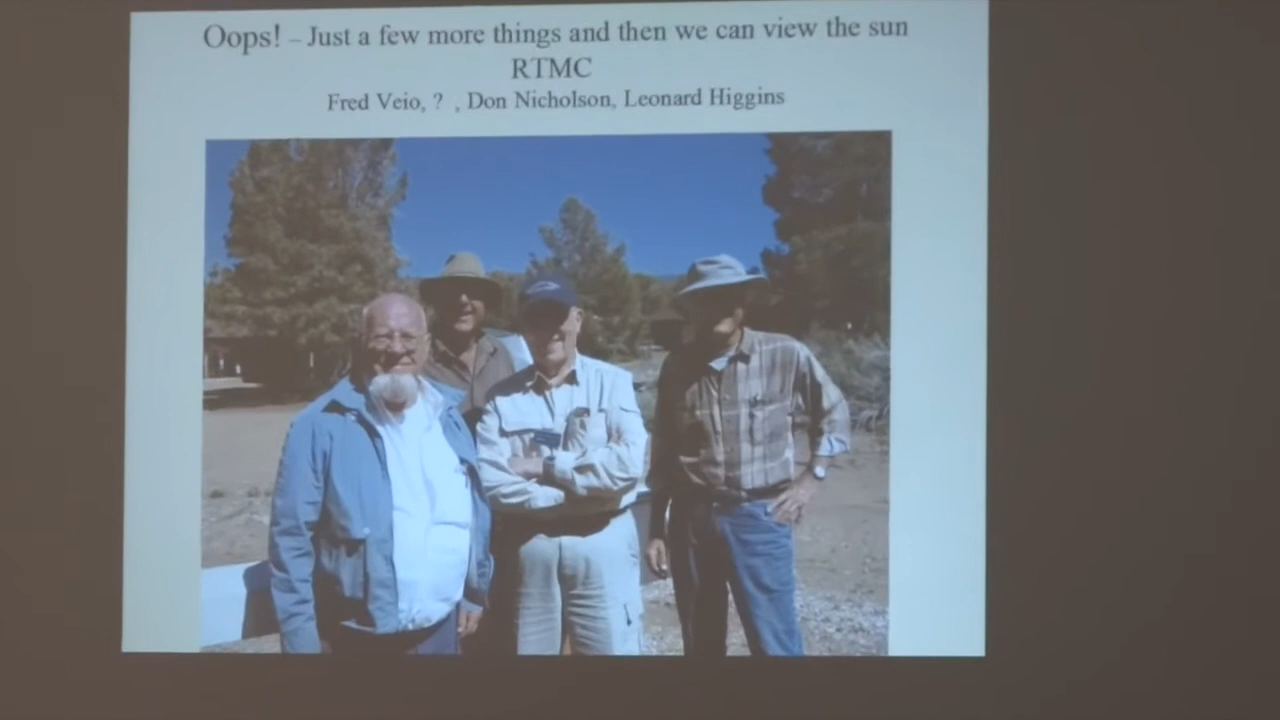 Oops! – Just a few more things and then we can view the sun
RTMC
Fred Veio, ? , Don Nicholson, Leonard Higgins